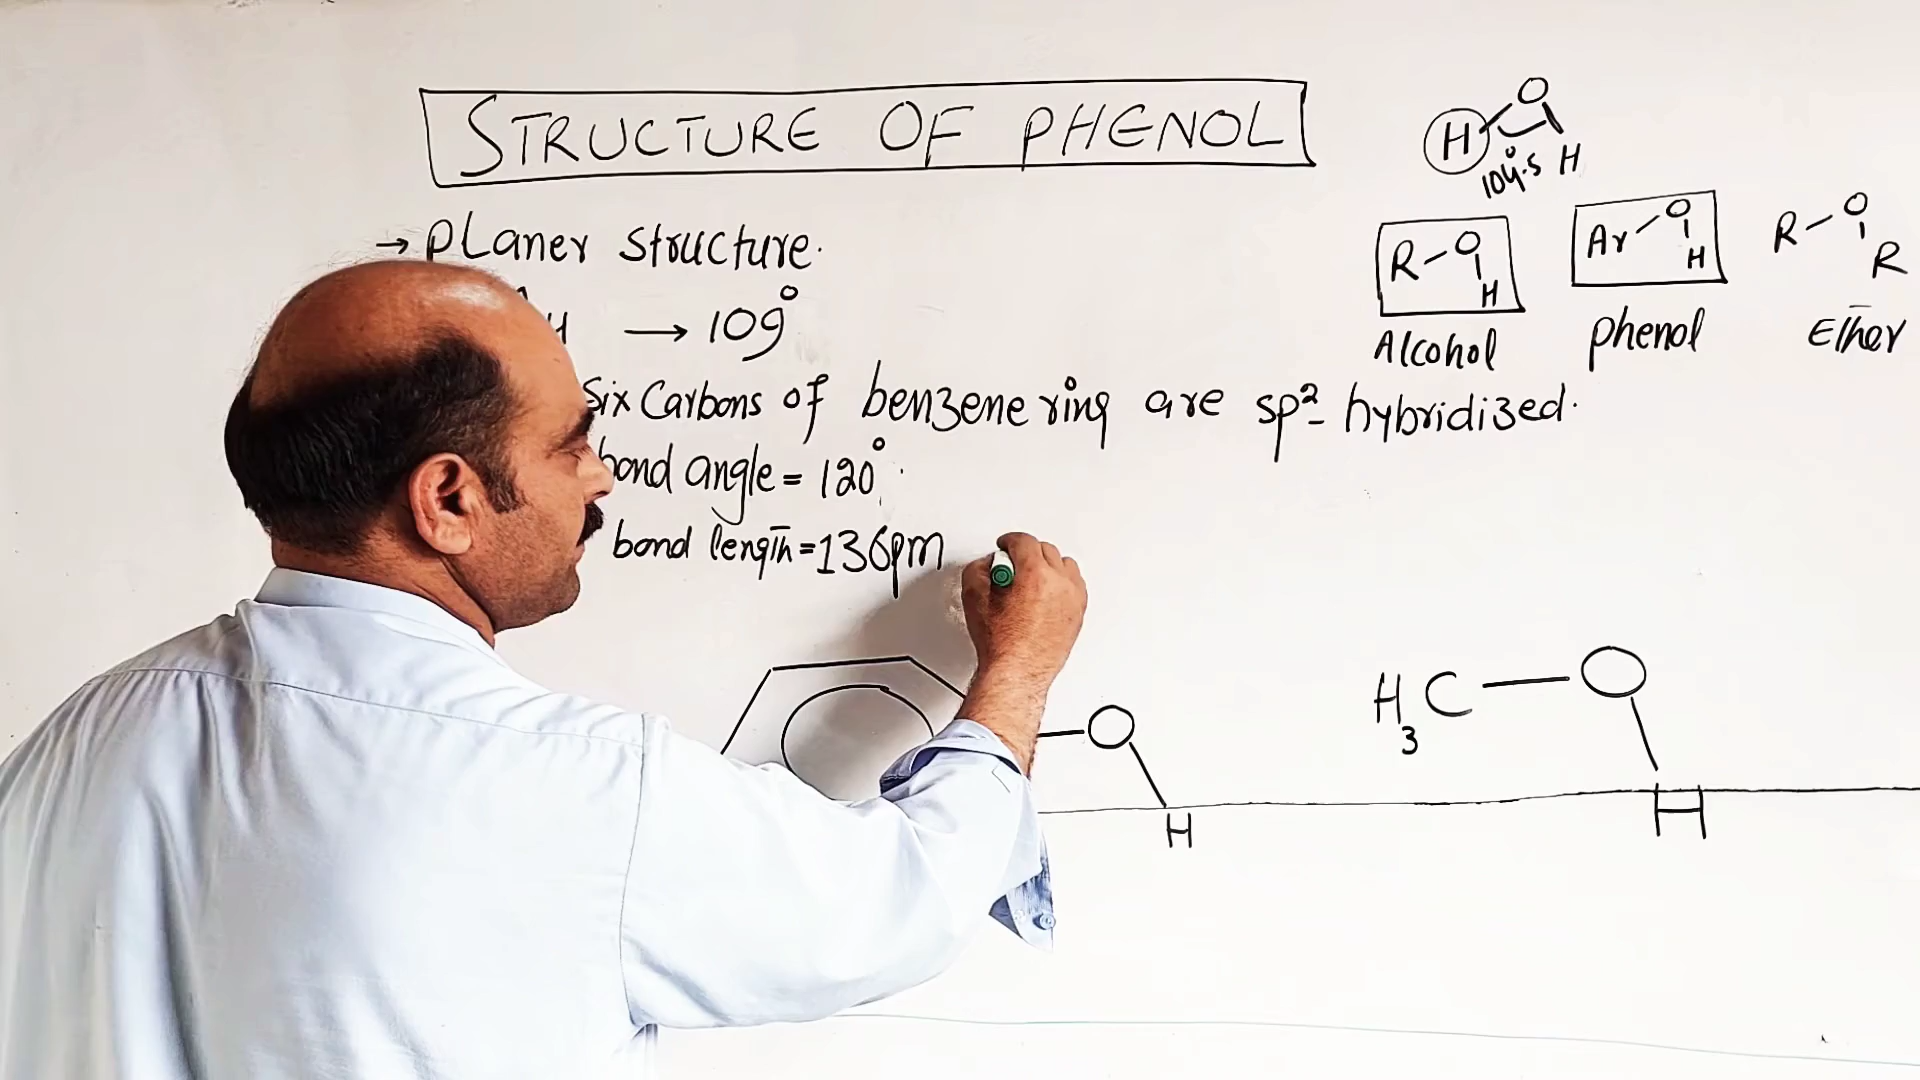 STRUCTURE OF PHENOL
→ planer structure.
H → 109°
Six Carbons of benzene ring are sp²- hybridized.
bond angle = 120°.
bond length = 136pm
O
H
H
O
H
104.5°
H
R-O
H
Alcohol
Ar-O
H
phenol
R-O
R
Ether
H3C-O
H